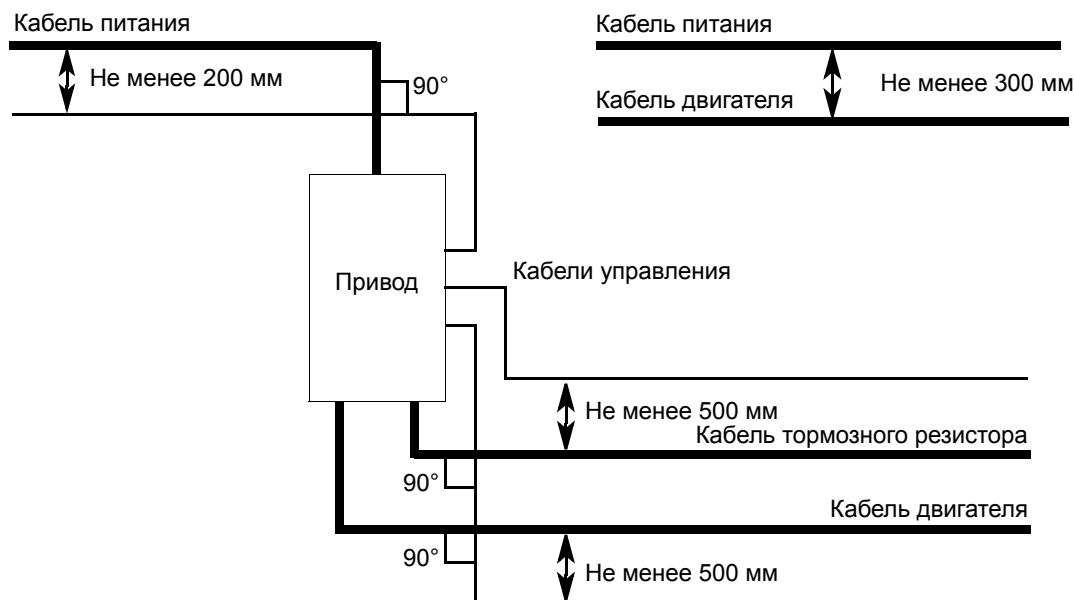 Кабель питания
Не менее 200 мм
90°
Кабель питания
Не менее 300 мм
Кабель двигателя
Привод
Кабели управления
Не менее 500 мм
Кабель тормозного резистора
90°
Кабель двигателя
90°
Не менее 500 мм